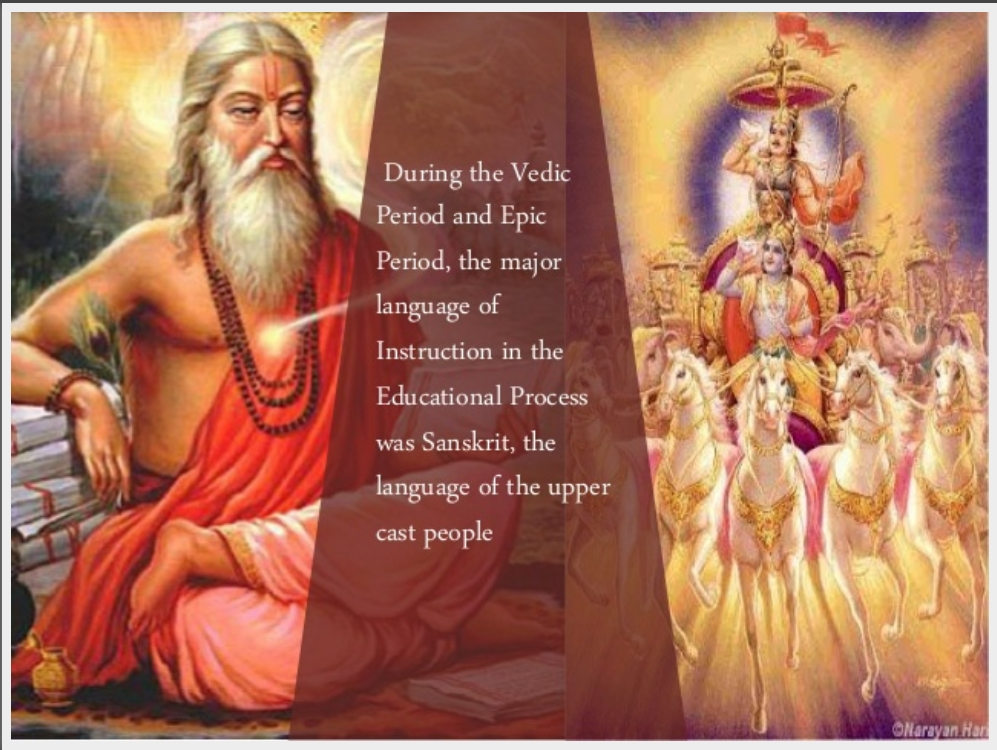 During the Vedic
Period and Epic
Period, the major
language of
Instruction in the
Educational Process
was Sanskrit, the
language of the upper
cast people
©Narayan Hari